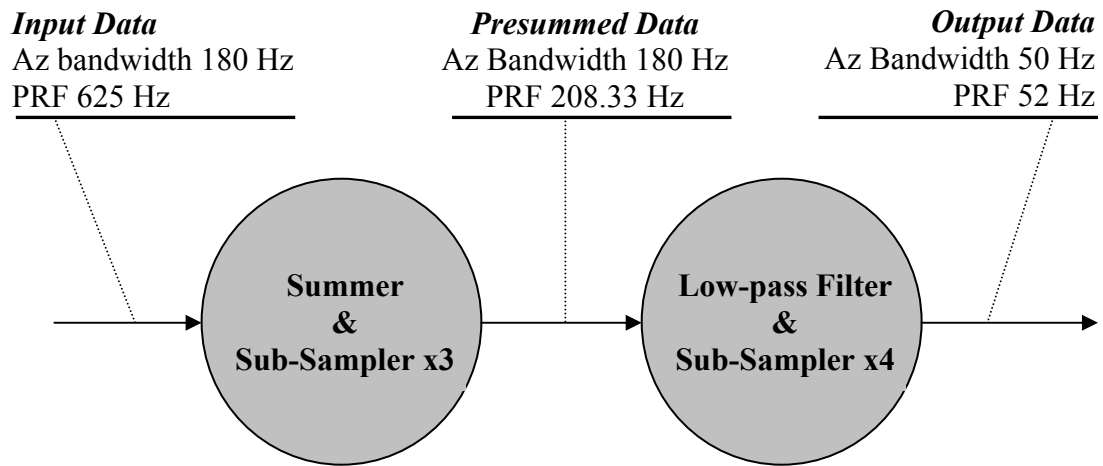 Input Data
Az bandwidth 180 Hz
PRF 625 Hz
Presummed Data
Az Bandwidth 180 Hz
PRF 208.33 Hz
Output Data
Az Bandwidth 50 Hz
PRF 52 Hz
Summer
&
Sub-Sampler x3
Low-pass Filter
&
Sub-Sampler x4